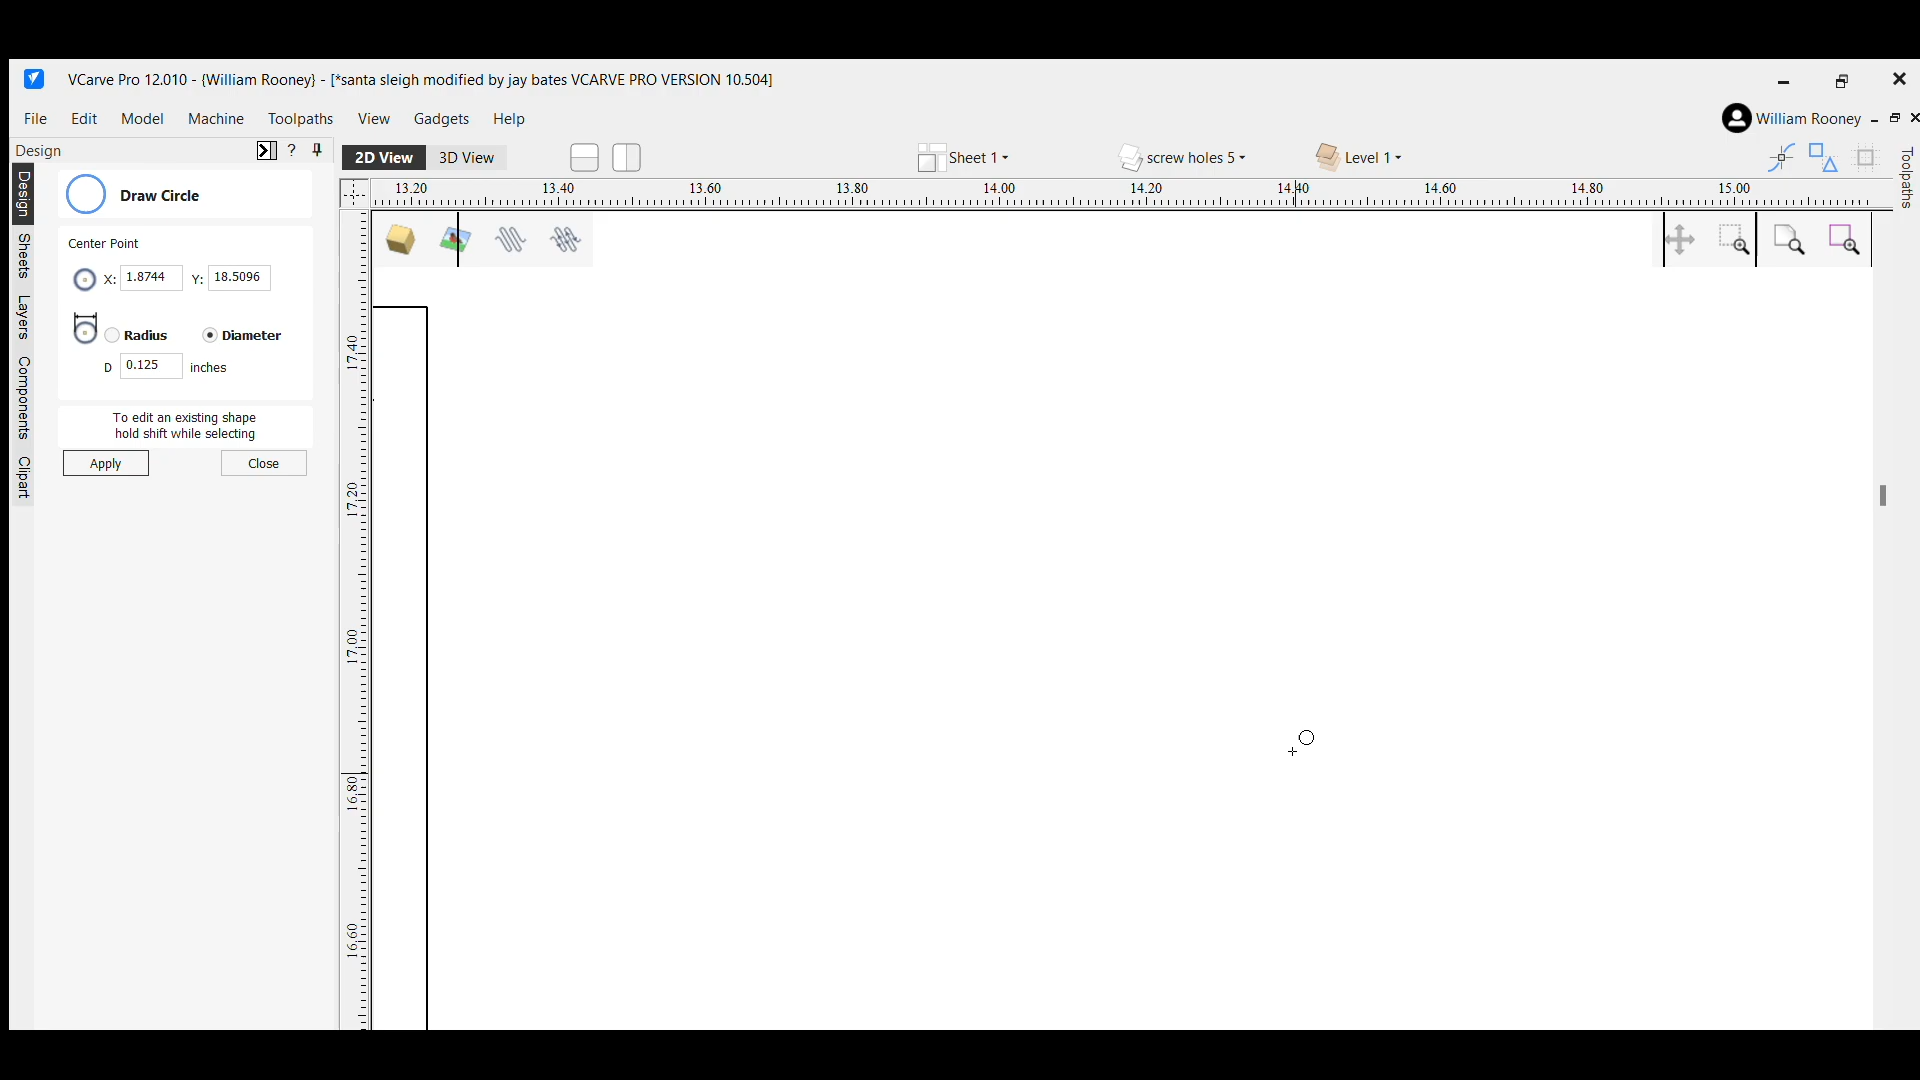 VCarve Pro 12.010 - {William Rooney} - [*santa sleigh modified by jay bates VCARVE PRO VERSION 10.504]
File Edit Model Machine Toolpaths View Gadgets Help
William Rooney
Design
?
2D View 3D View
Sheet 1
screw holes 5
Level 1
Toolpaths
13.20 13.40 13.60 13.80 14.00 14.20 14.40 14.60 14.80 15.00
Design
Sheets
Layers
Components
Clipart
Draw Circle
Center Point
X: 1.8744 Y: 18.5096
Radius Diameter
D 0.125 inches
To edit an existing shape
hold shift while selecting
Apply Close
17.40
17.20
17.00
16.80
16.60